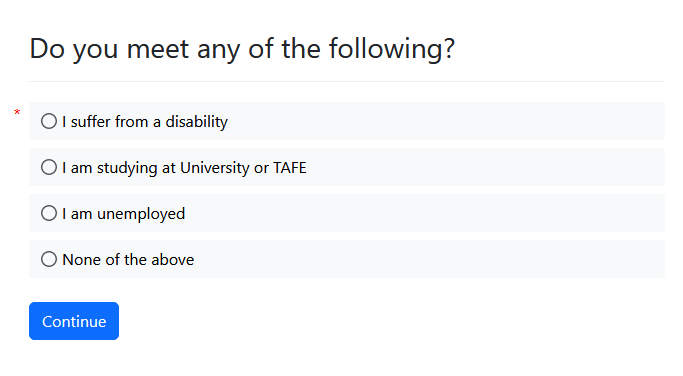 Do you meet any of the following?
* I suffer from a disability
I am studying at University or TAFE
I am unemployed
None of the above
Continue